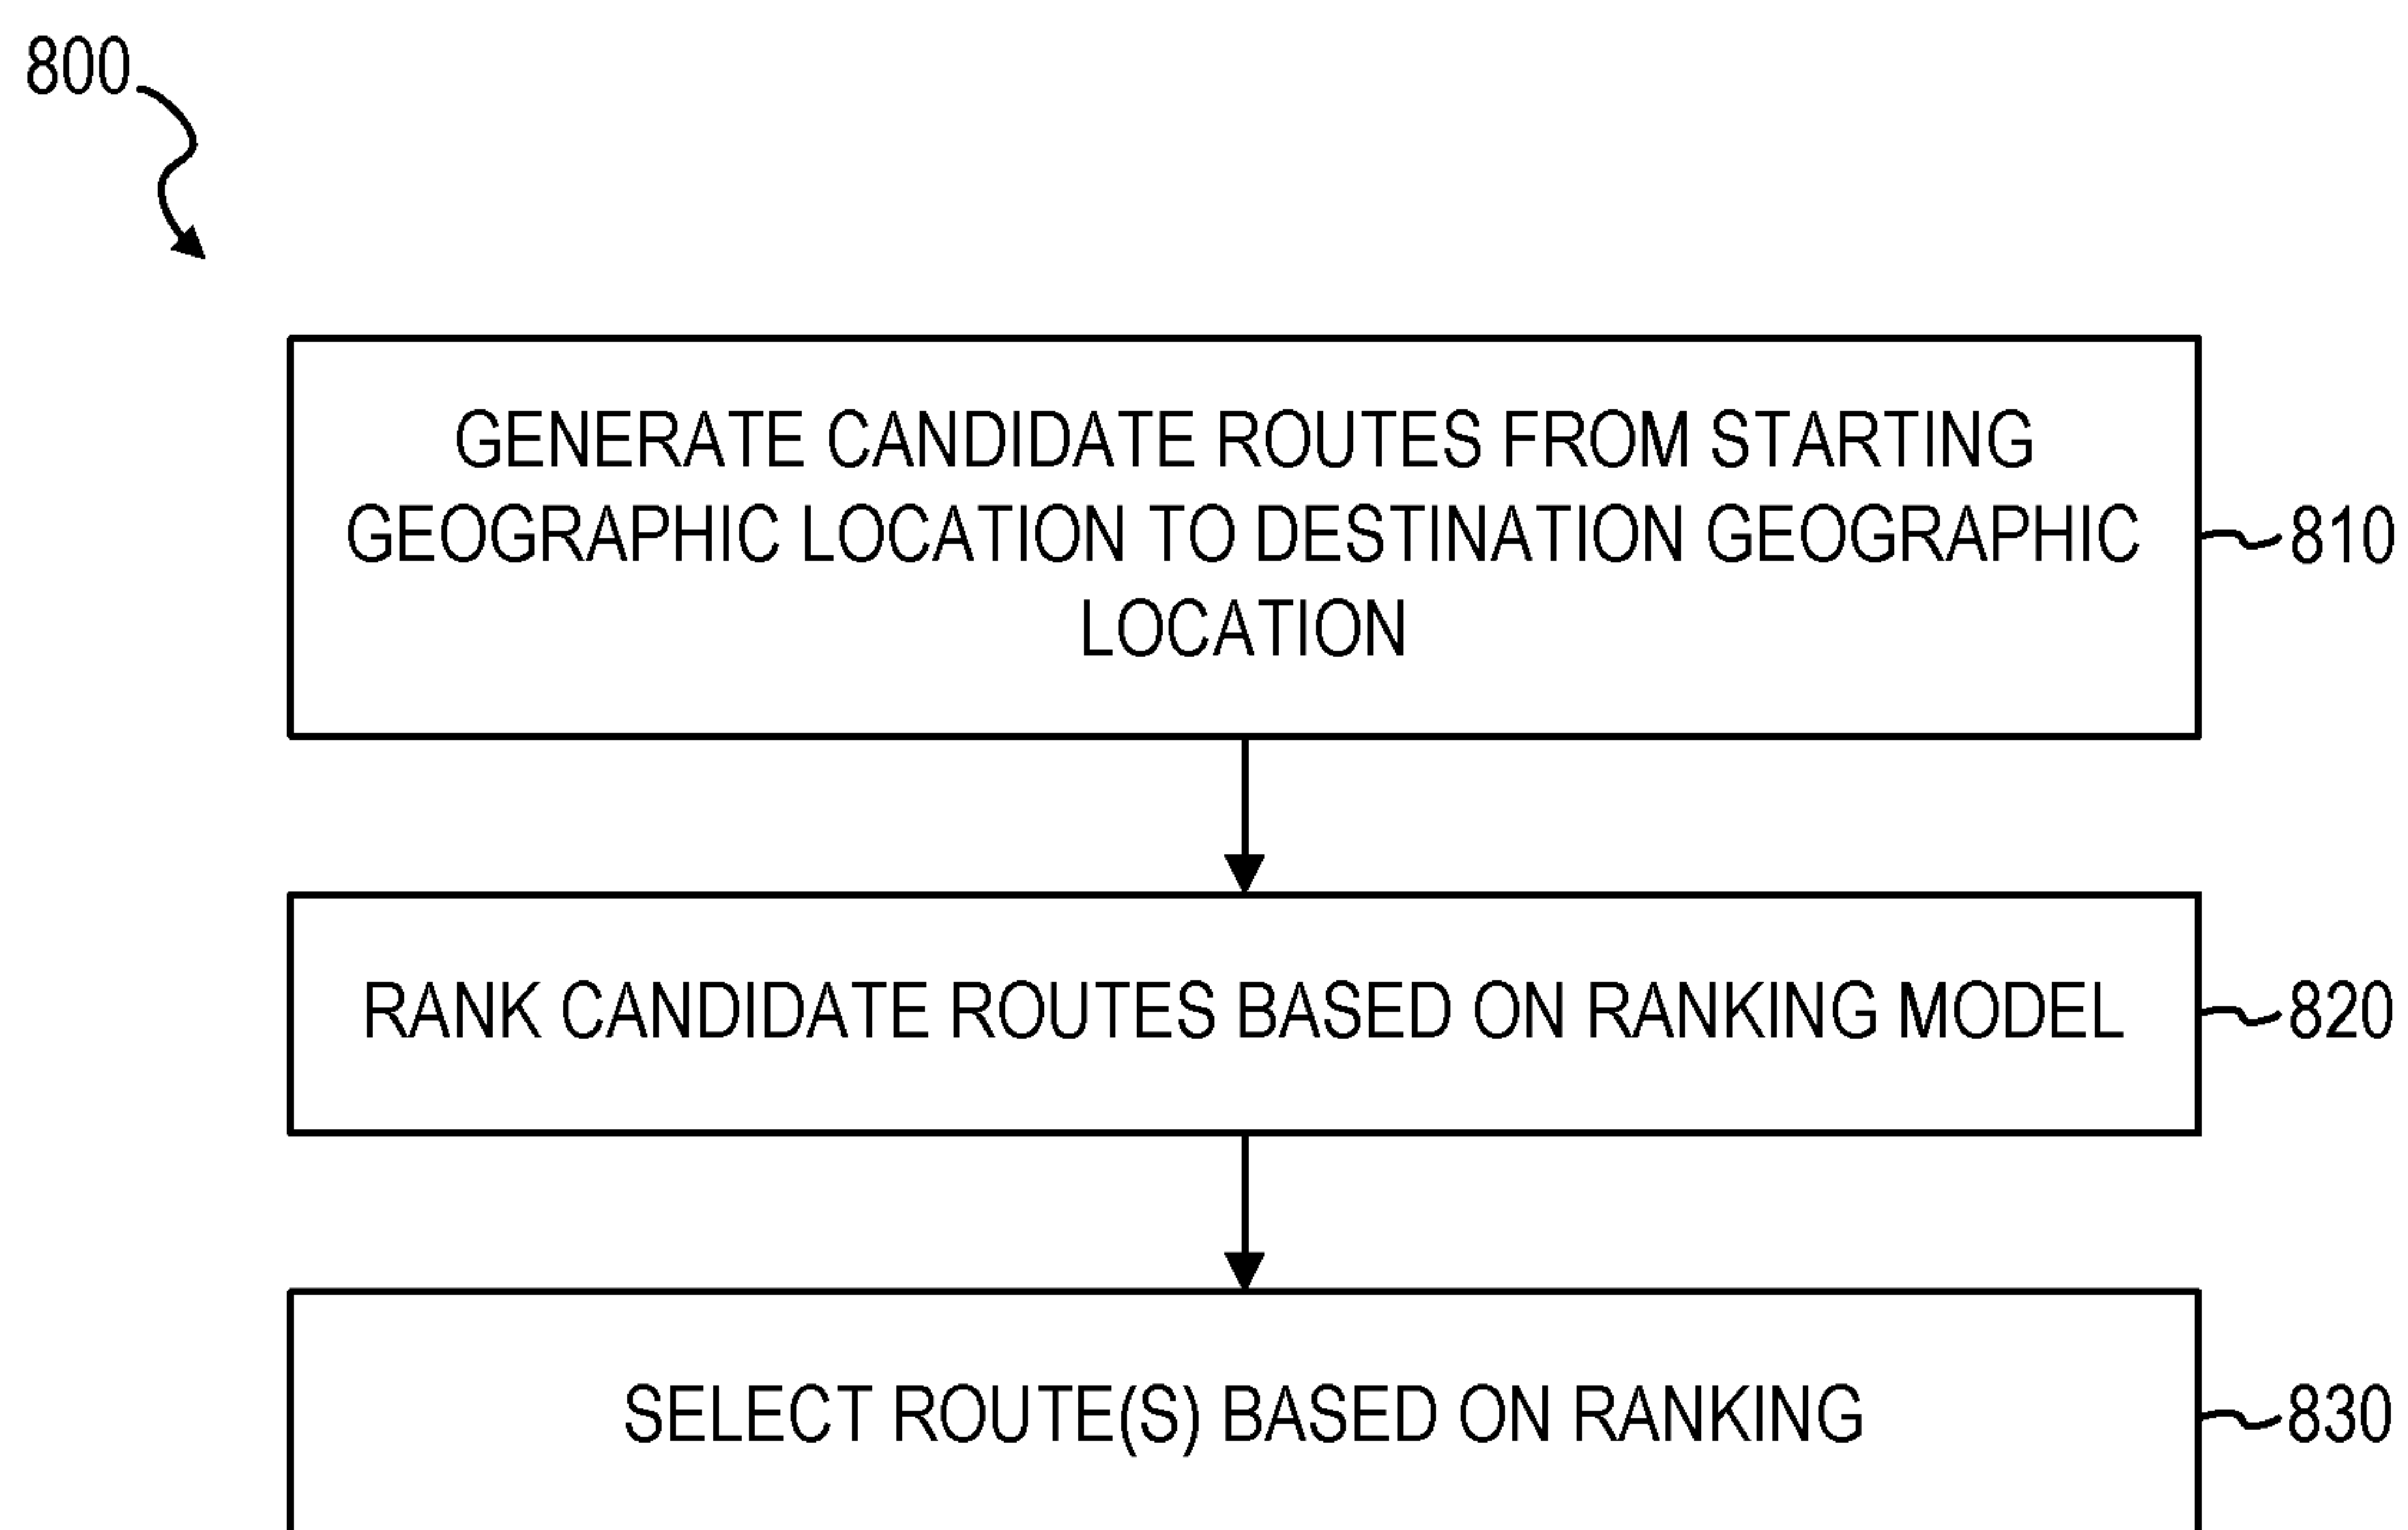 800
GENERATE CANDIDATE ROUTES FROM STARTING
GEOGRAPHIC LOCATION TO DESTINATION GEOGRAPHIC
LOCATION
810
RANK CANDIDATE ROUTES BASED ON RANKING MODEL
820
SELECT ROUTE(S) BASED ON RANKING
830